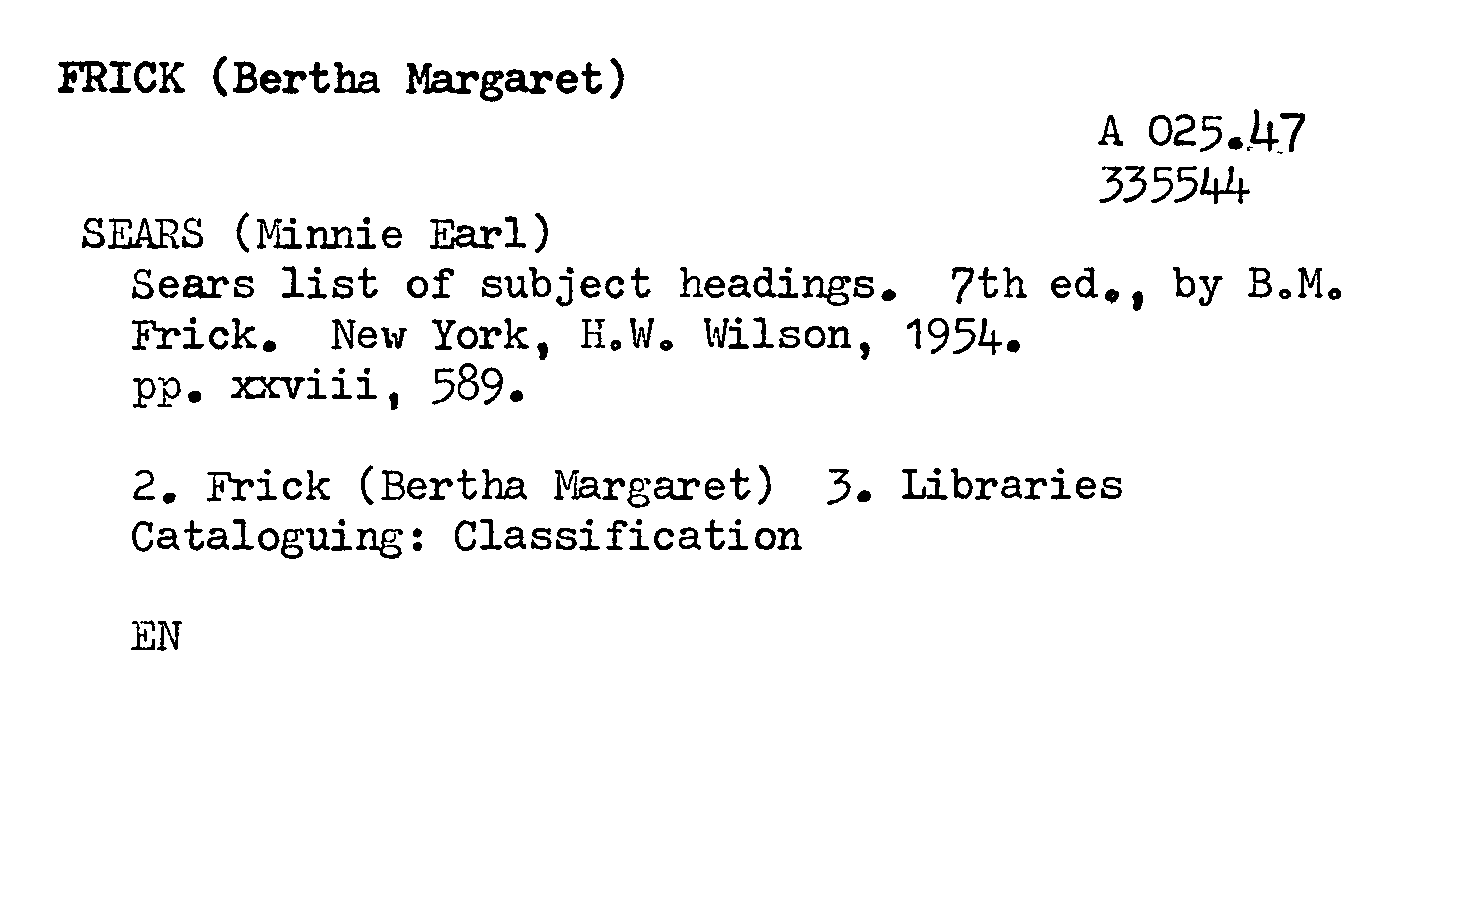 FRICK (Bertha Margaret)
A 025.47
335544
SEARS (Minnie Earl)
Sears list of subject headings.  7th ed., by B.M.
Frick.  New York, H.W. Wilson, 1954.
pp. xxviii, 589.
2. Frick (Bertha Margaret)  3. Libraries
Cataloguing: Classification
EN